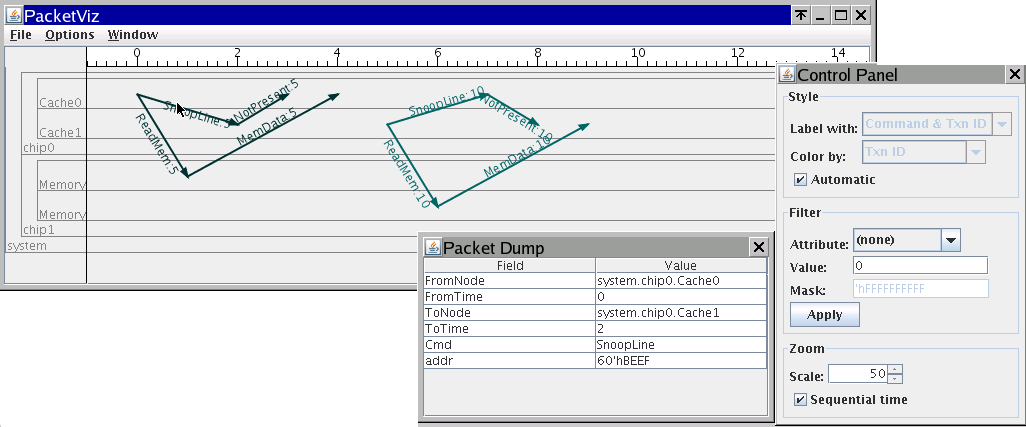 PacketViz
File Options Window
0 2 4 6 8 10 12 14
Cache0
Cache1
chip0
Memory
Memory
chip1
system
SnoopLine:5
NotPresent:5
MemData:5
ReadMem:5
SnoopLine:10
NotPresent:10
MemData:10
ReadMem:10
Packet Dump
Field Value
FromNode system.chip0.Cache0
FromTime 0
ToNode system.chip0.Cache1
ToTime 2
Cmd SnoopLine
addr 60'hBEEF
Control Panel
Style
Label with: Command & Txn ID
Color by: Txn ID
Automatic
Filter
Attribute: (none)
Value: 0
Mask: 'hFFFFFFFFFF
Apply
Zoom
Scale: 50
Sequential time